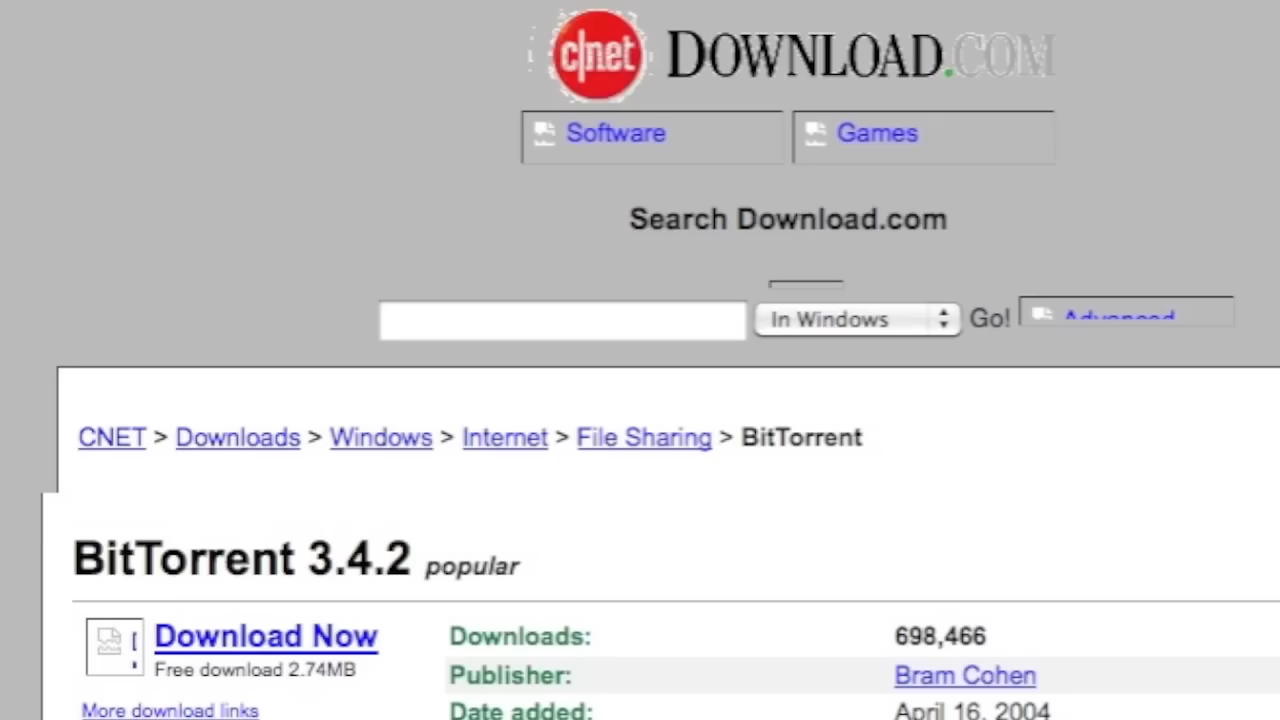 c|net DOWNLOAD.COM
Software Games
Search Download.com
In Windows Go! Advanced
CNET > Downloads > Windows > Internet > File Sharing > BitTorrent
BitTorrent 3.4.2 popular
Download Now Downloads: 698,466
Free download 2.74MB Publisher: Bram Cohen
More download links Date added: April 16, 2004